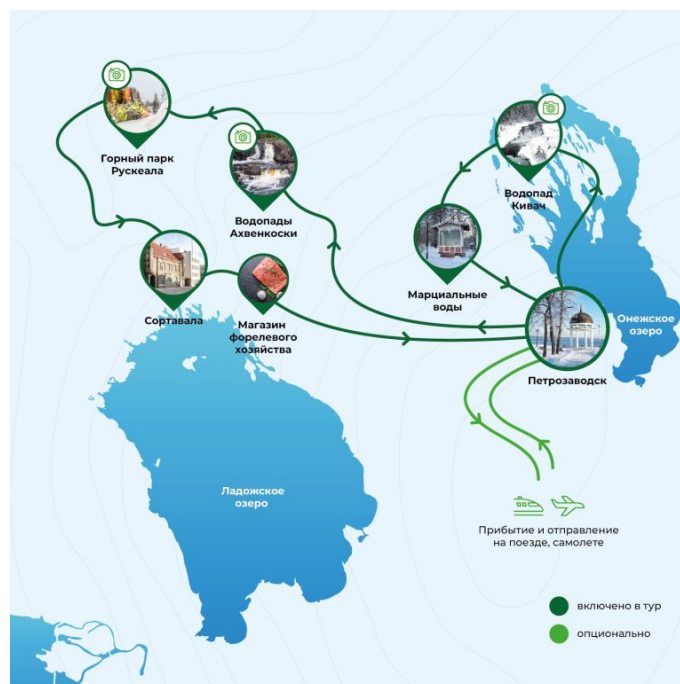 Горный парк
Рускеала
Водопады
Ахвенкоски
Водопад
Кивач
Марциальные
воды
Сортавала
Магазин
форелевого
хозяйства
Онежское
озеро
Петрозаводск
Ладожское
озеро
Прибытие и отправление
на поезде, самолете
включено в тур
опционально